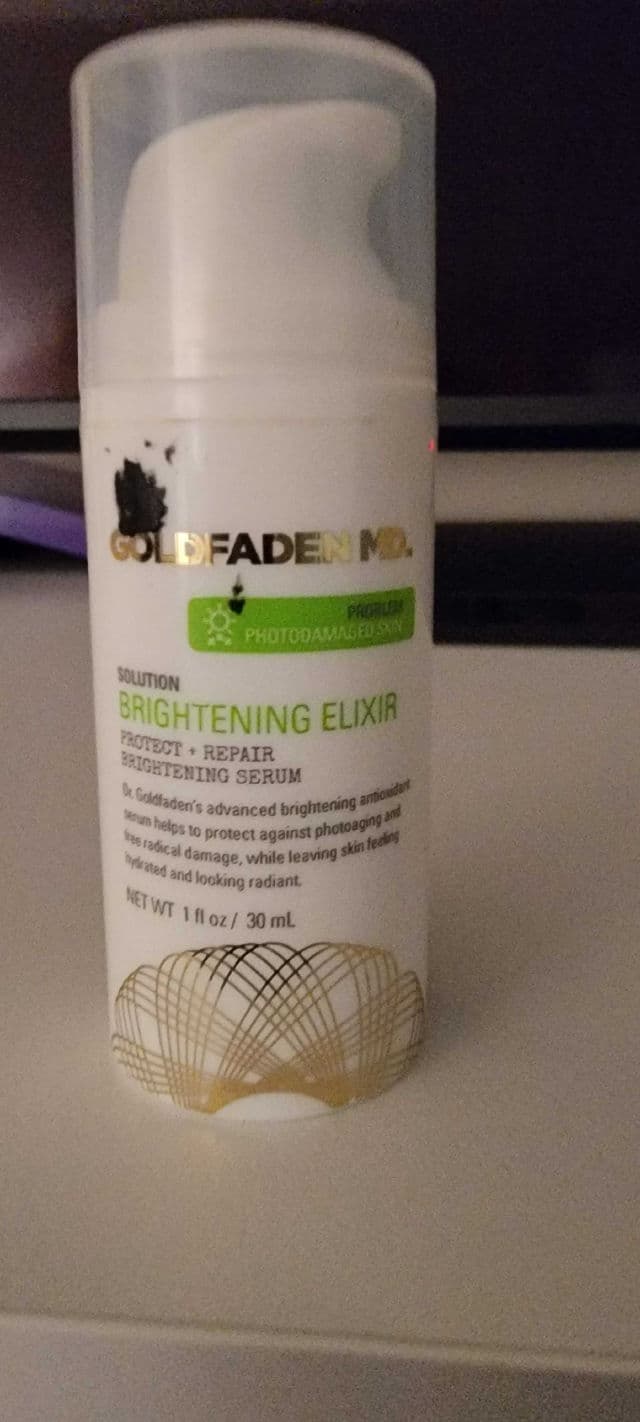 GOLDFADEN MD.
PROBLEM
PHOTODAMAGED SKIN
SOLUTION
BRIGHTENING ELIXIR
PROTECT + REPAIR
BRIGHTENING SERUM
Dr. Goldfaden's advanced brightening antioxidant
serum helps to protect against photoaging and
free radical damage, while leaving skin feeling
hydrated and looking radiant.
NET WT 1 fl oz / 30 mL